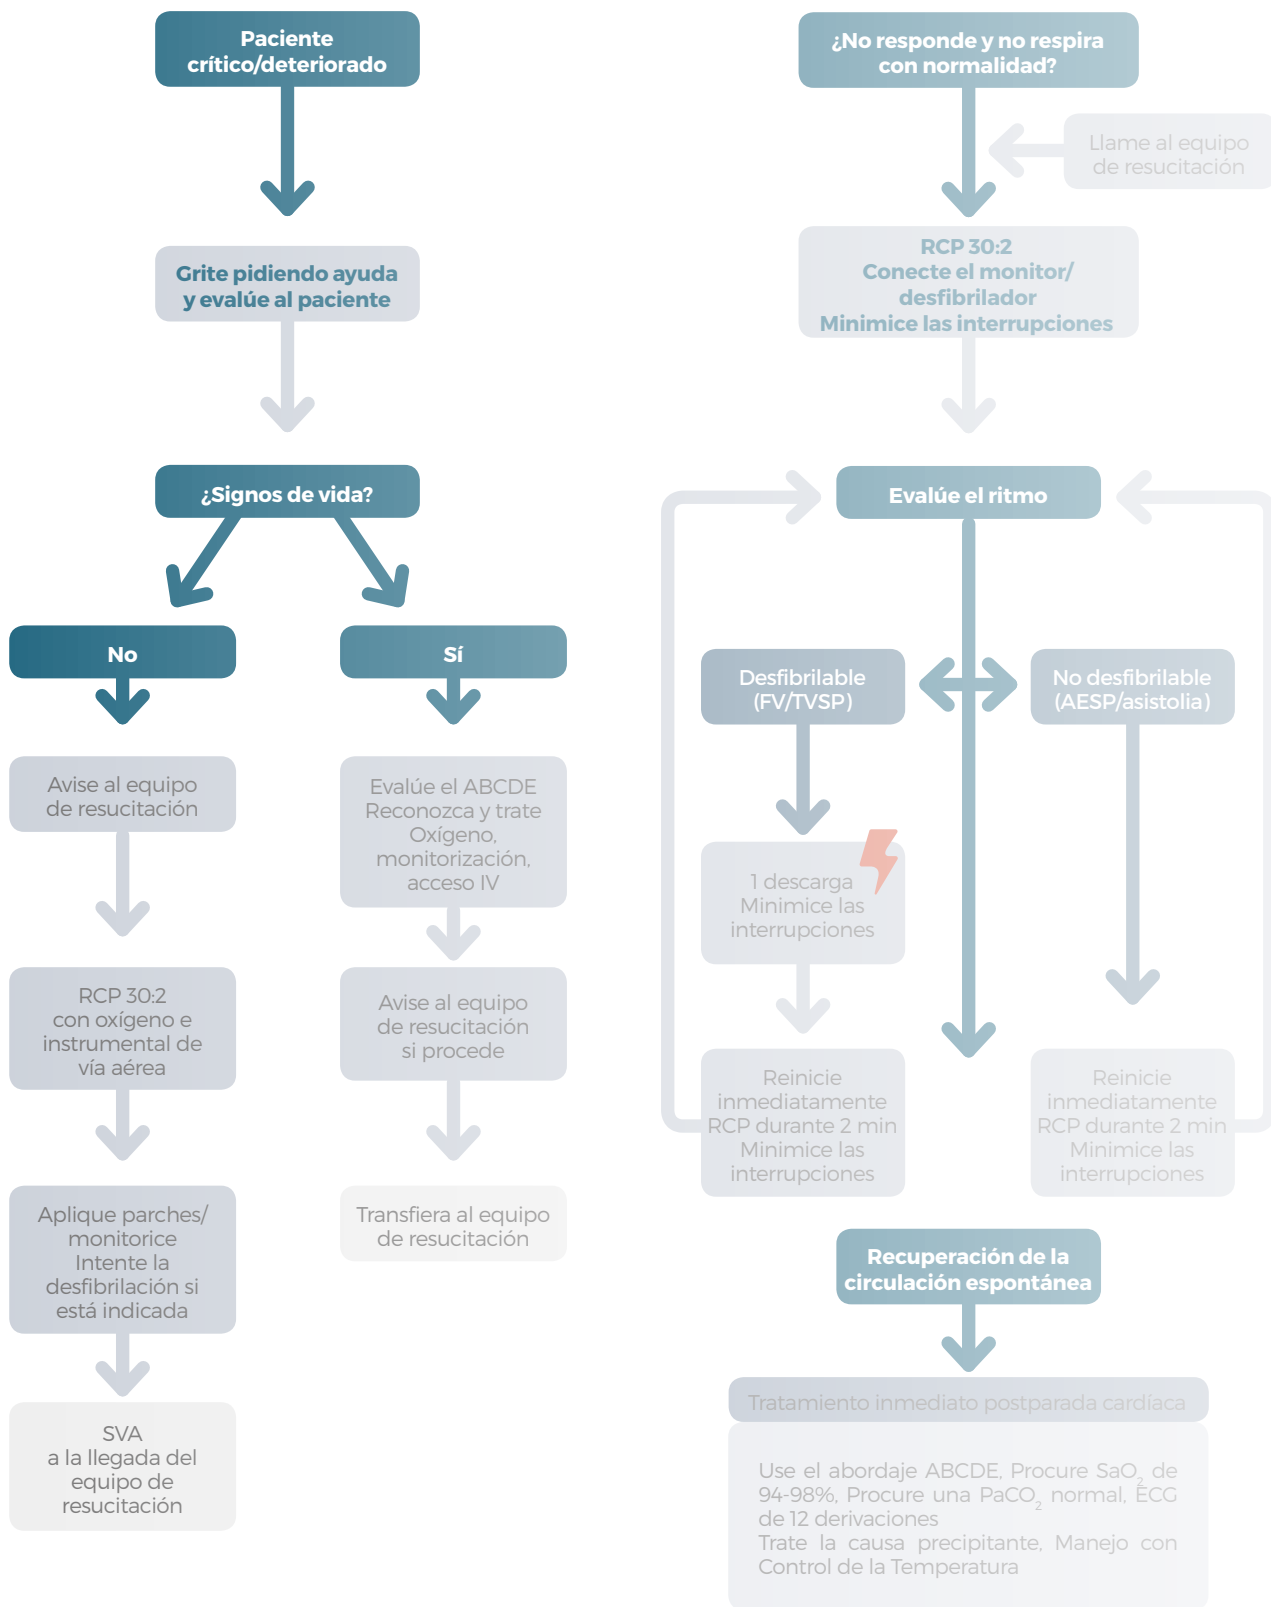 Paciente
crítico/deteriorado
Grite pidiendo ayuda
y evalúe al paciente
¿Signos de vida?
No
Sí
Avise al equipo
de resucitación
RCP 30:2
con oxígeno e
instrumental de
vía aérea
Aplique parches/
monitorice
Intente la
desfibrilación si
está indicada
SVA
a la llegada del
equipo de
resucitación
Evalúe el ABCDE
Reconozca y trate
Oxígeno,
monitorización,
acceso IV
Avise al equipo
de resucitación
si procede
Transfiera al equipo
de resucitación
¿No responde y no respira
con normalidad?
Llame al equipo
de resucitación
RCP 30:2
Conecte el monitor/
desfibrilador
Minimice las interrupciones
Evalúe el ritmo
Desfibrilable
(FV/TVSP)
No desfibrilable
(AESP/asistolia)
1 descarga
Minimice las
interrupciones
Reinicie
inmediatamente
RCP durante 2 min
Minimice las
interrupciones
Reinicie
inmediatamente
RCP durante 2 min
Minimice las
interrupciones
Recuperación de la
circulación espontánea
Tratamiento inmediato postparada cardíaca
Use el abordaje ABCDE, Procure SaO2 de
94-98%, Procure una PaCO2 normal, ECG
de 12 derivaciones
Trate la causa precipitante, Manejo con
Control de la Temperatura